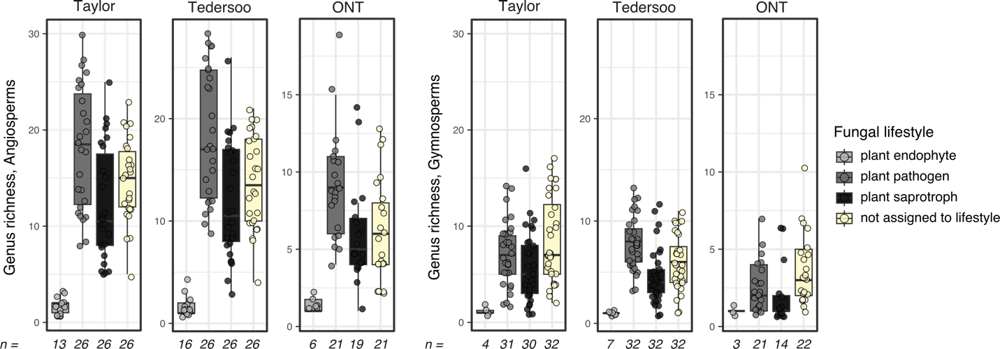 Taylor Tedersoo ONT Taylor Tedersoo ONT
Genus richness, Angiosperms
30
20
10
0
20
10
0
15
10
5
0
Genus richness, Gymnosperms
30
20
10
0
20
10
0
15
10
5
0
Fungal lifestyle
plant endophyte
plant pathogen
plant saprotroph
not assigned to lifestyle
n = 13 26 26 26 16 26 26 26 6 21 19 21 n = 4 31 30 32 7 32 32 32 3 21 14 22